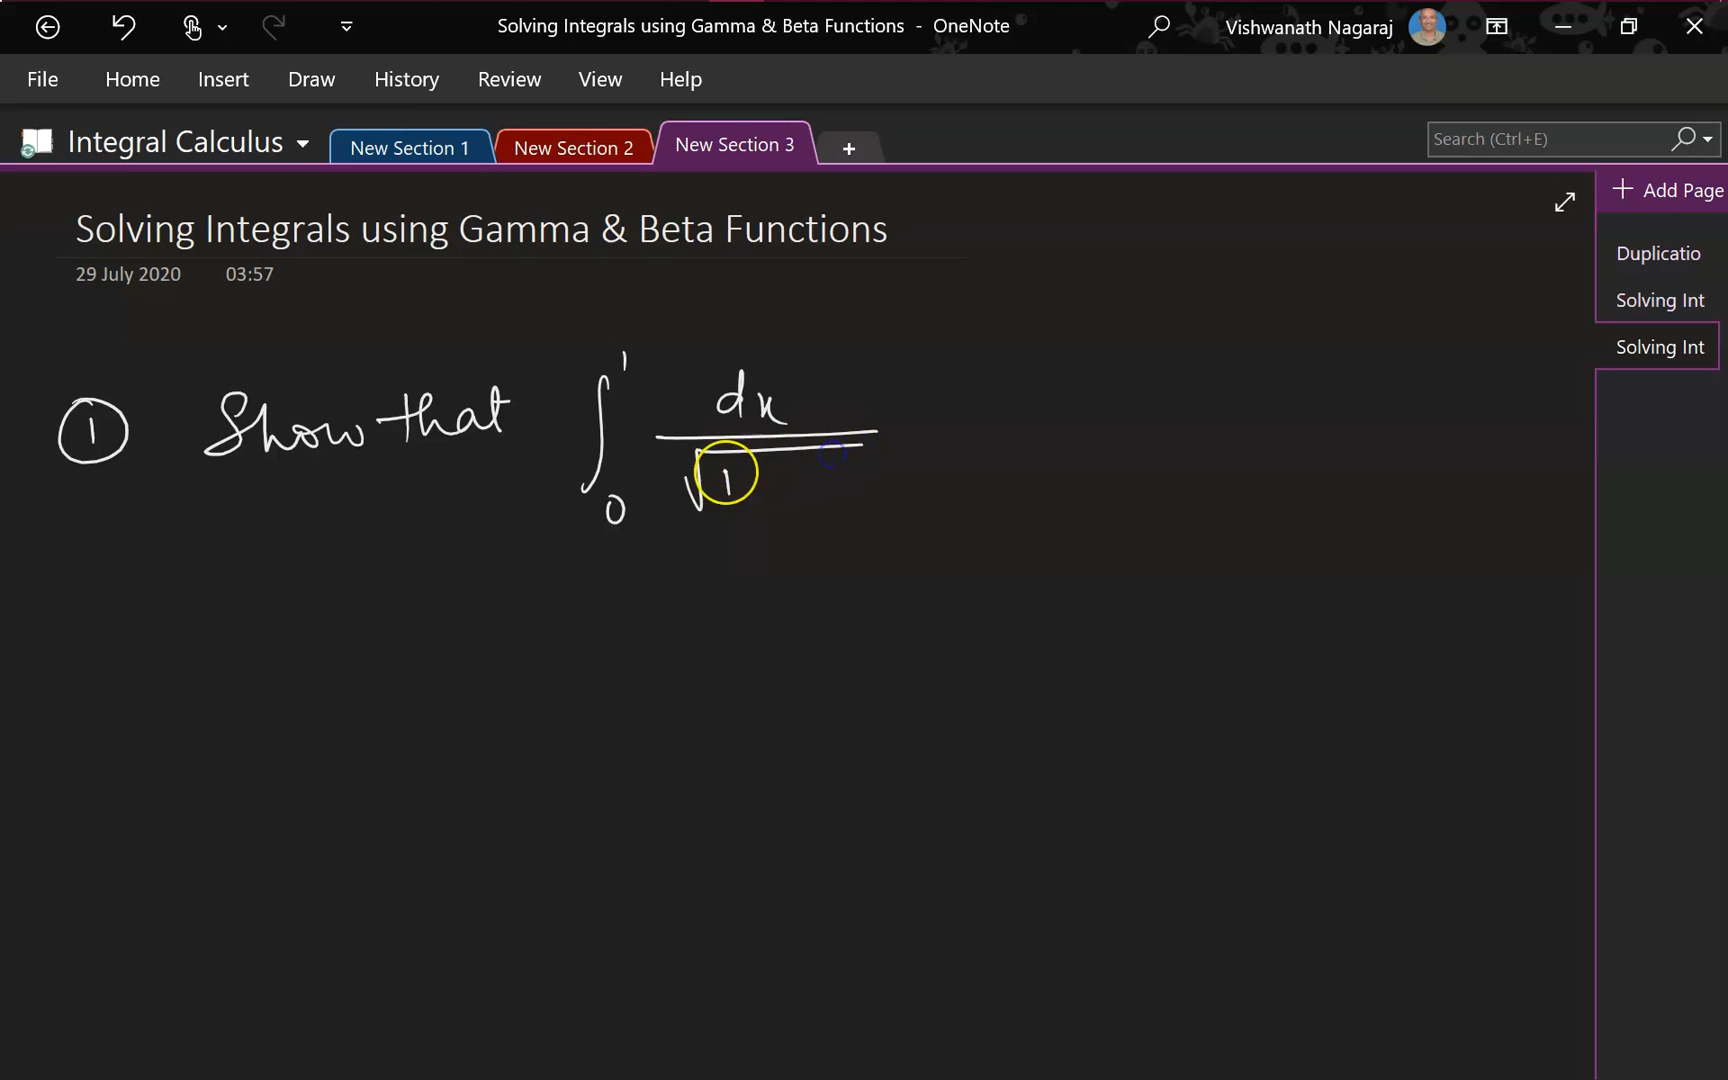 Solving Integrals using Gamma & Beta Functions - OneNote
Vishwanath Nagaraj
File Home Insert Draw History Review View Help
Integral Calculus New Section 1 New Section 2 New Section 3 +
Search (Ctrl+E)
+ Add Page
Solving Integrals using Gamma & Beta Functions
29 July 2020 03:57
Duplicatio
Solving Int
Solving Int
① Show that ∫₀¹ dx / √1